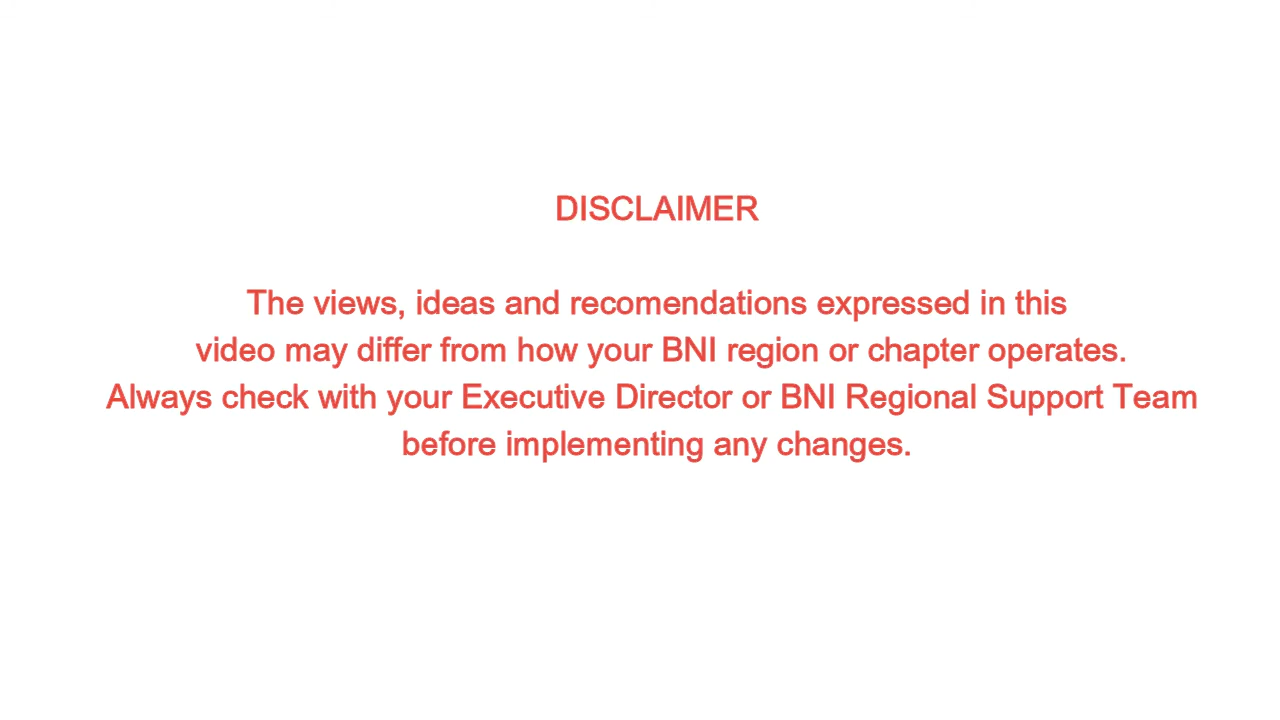 DISCLAIMER
The views, ideas and recomendations expressed in this
video may differ from how your BNI region or chapter operates.
Always check with your Executive Director or BNI Regional Support Team
before implementing any changes.